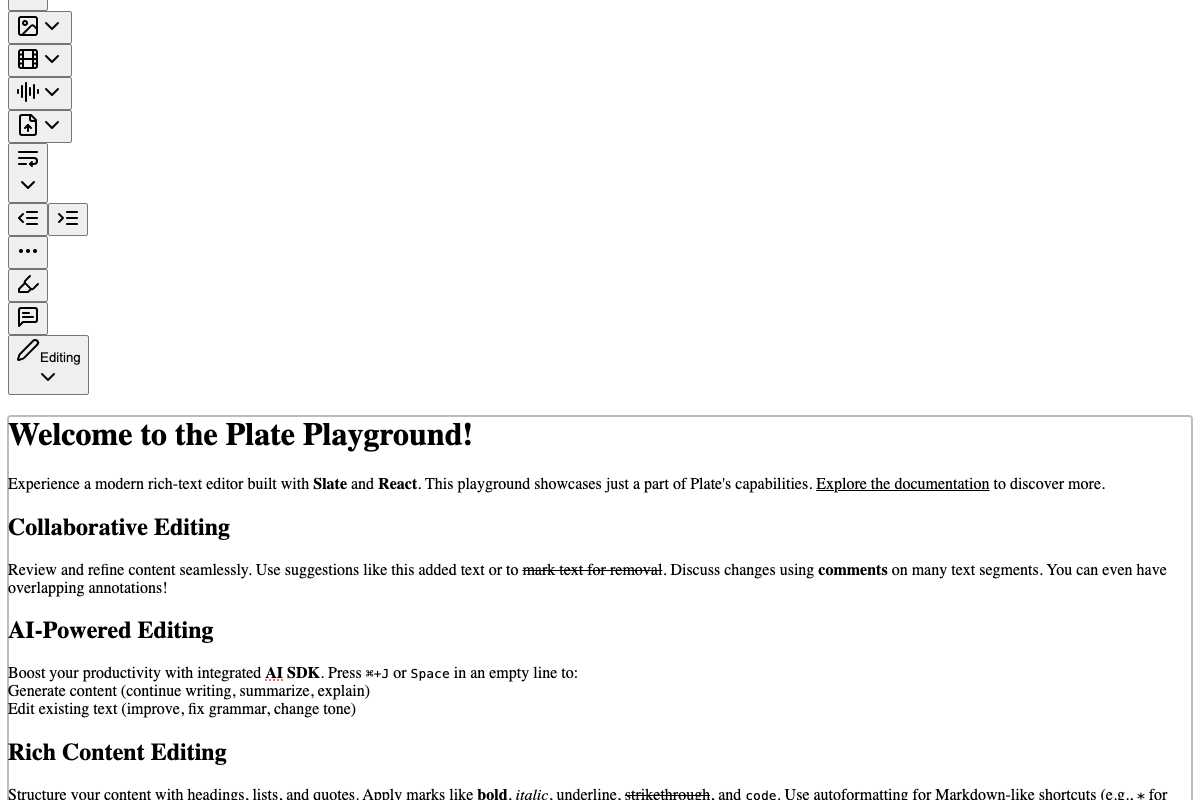 Editing
Welcome to the Plate Playground!
Experience a modern rich-text editor built with Slate and React. This playground showcases just a part of Plate's capabilities. Explore the documentation to discover more.
Collaborative Editing
Review and refine content seamlessly. Use suggestions like this added text or to mark text for removal. Discuss changes using comments on many text segments. You can even have
overlapping annotations!
AI-Powered Editing
Boost your productivity with integrated AI SDK. Press ⌘+J or Space in an empty line to:
Generate content (continue writing, summarize, explain)
Edit existing text (improve, fix grammar, change tone)
Rich Content Editing
Structure your content with headings, lists, and quotes. Apply marks like bold, italic, underline, strikethrough, and code. Use autoformatting for Markdown-like shortcuts (e.g., * for